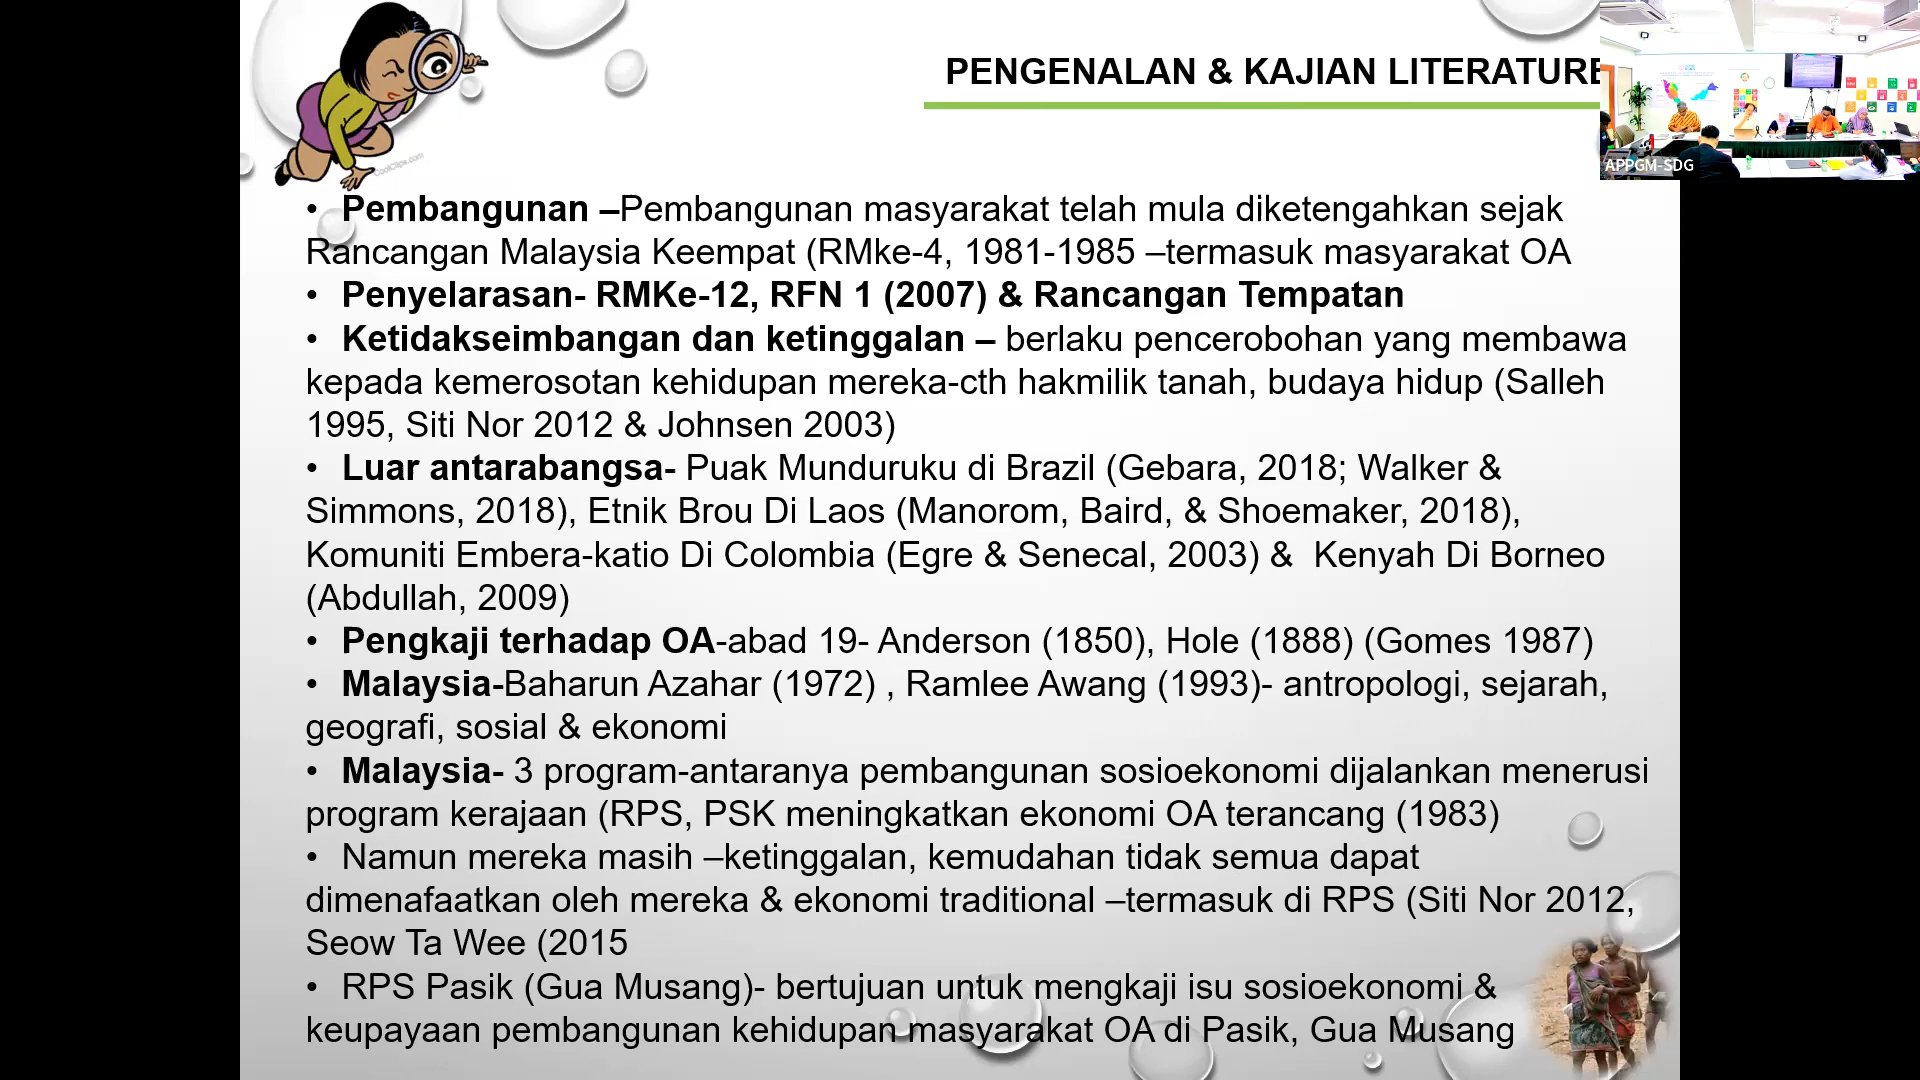 PENGENALAN & KAJIAN LITERATURE
APPGM-SDG
CoolClips.com
• Pembangunan –Pembangunan masyarakat telah mula diketengahkan sejak
Rancangan Malaysia Keempat (RMke-4, 1981-1985 –termasuk masyarakat OA
• Penyelarasan- RMKe-12, RFN 1 (2007) & Rancangan Tempatan
• Ketidakseimbangan dan ketinggalan – berlaku pencerobohan yang membawa
kepada kemerosotan kehidupan mereka-cth hakmilik tanah, budaya hidup (Salleh
1995, Siti Nor 2012 & Johnsen 2003)
• Luar antarabangsa- Puak Munduruku di Brazil (Gebara, 2018; Walker &
Simmons, 2018), Etnik Brou Di Laos (Manorom, Baird, & Shoemaker, 2018),
Komuniti Embera-katio Di Colombia (Egre & Senecal, 2003) & Kenyah Di Borneo
(Abdullah, 2009)
• Pengkaji terhadap OA-abad 19- Anderson (1850), Hole (1888) (Gomes 1987)
• Malaysia-Baharun Azahar (1972) , Ramlee Awang (1993)- antropologi, sejarah,
geografi, sosial & ekonomi
• Malaysia- 3 program-antaranya pembangunan sosioekonomi dijalankan menerusi
program kerajaan (RPS, PSK meningkatkan ekonomi OA terancang (1983)
• Namun mereka masih –ketinggalan, kemudahan tidak semua dapat
dimenafaatkan oleh mereka & ekonomi traditional –termasuk di RPS (Siti Nor 2012,
Seow Ta Wee (2015
• RPS Pasik (Gua Musang)- bertujuan untuk mengkaji isu sosioekonomi &
keupayaan pembangunan kehidupan masyarakat OA di Pasik, Gua Musang